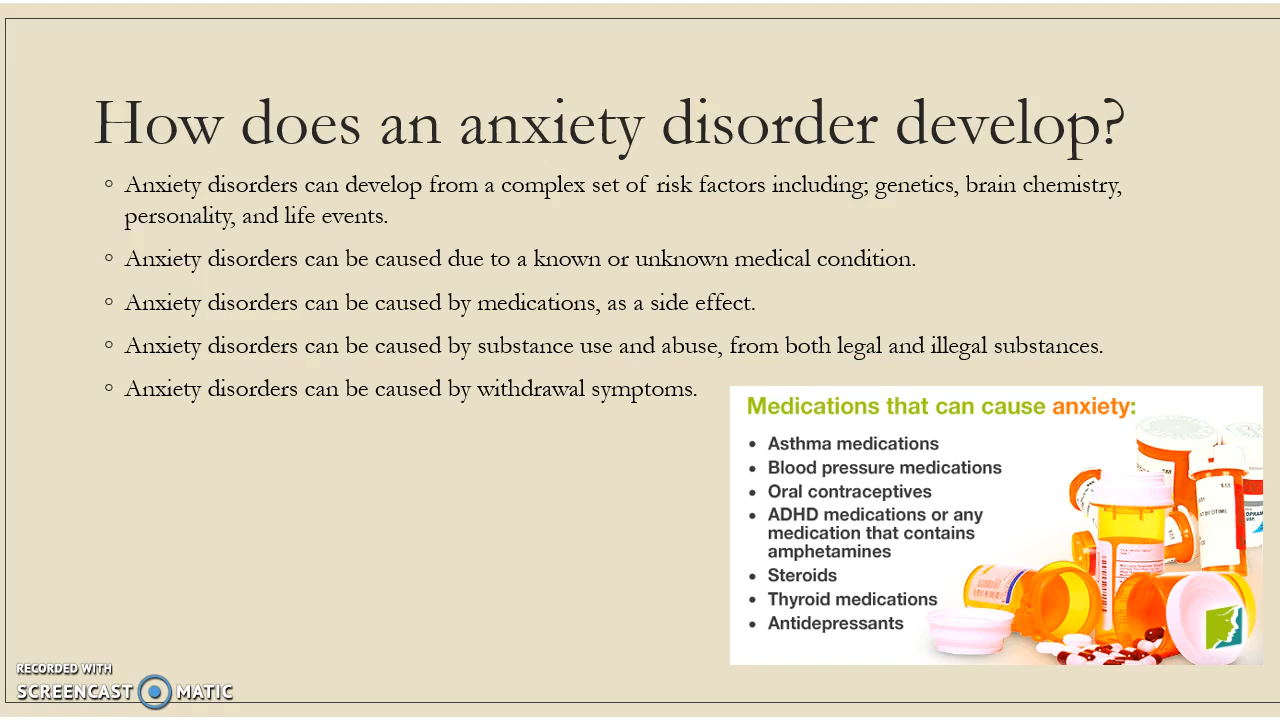 How does an anxiety disorder develop?
◦ Anxiety disorders can develop from a complex set of risk factors including; genetics, brain chemistry,
personality, and life events.
◦ Anxiety disorders can be caused due to a known or unknown medical condition.
◦ Anxiety disorders can be caused by medications, as a side effect.
◦ Anxiety disorders can be caused by substance use and abuse, from both legal and illegal substances.
◦ Anxiety disorders can be caused by withdrawal symptoms.
Medications that can cause anxiety:
• Asthma medications
• Blood pressure medications
• Oral contraceptives
• ADHD medications or any
medication that contains
amphetamines
• Steroids
• Thyroid medications
• Antidepressants
RECORDED WITH
SCREENCAST MATIC